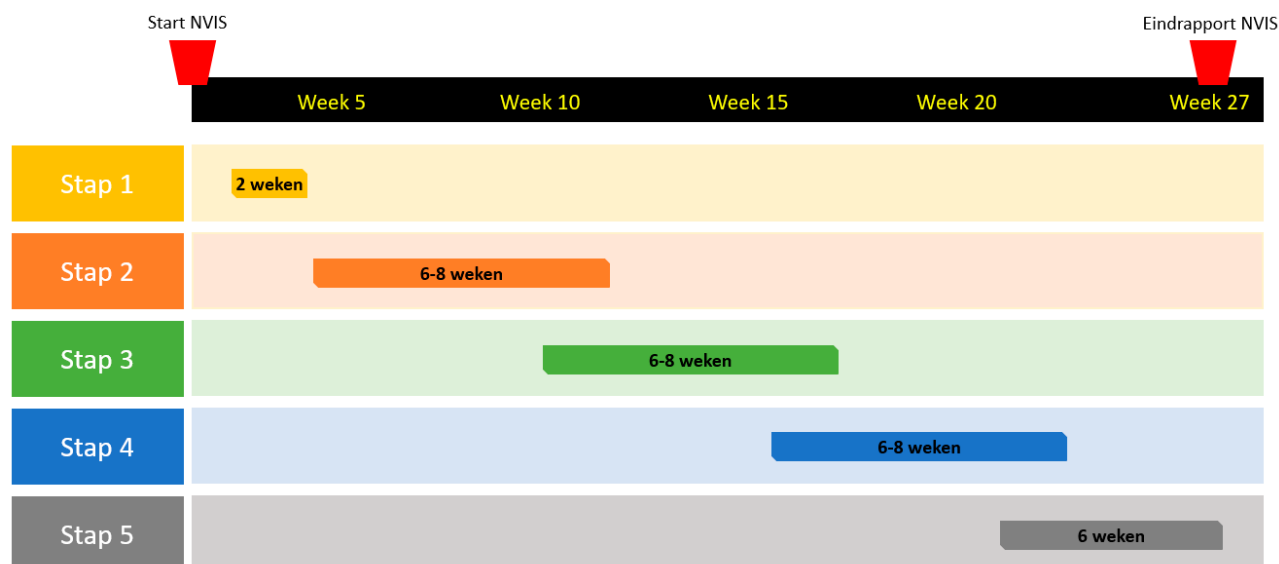 Start NVIS
Eindrapport NVIS
Week 5
Week 10
Week 15
Week 20
Week 27
Stap 1
2 weken
Stap 2
6-8 weken
Stap 3
6-8 weken
Stap 4
6-8 weken
Stap 5
6 weken